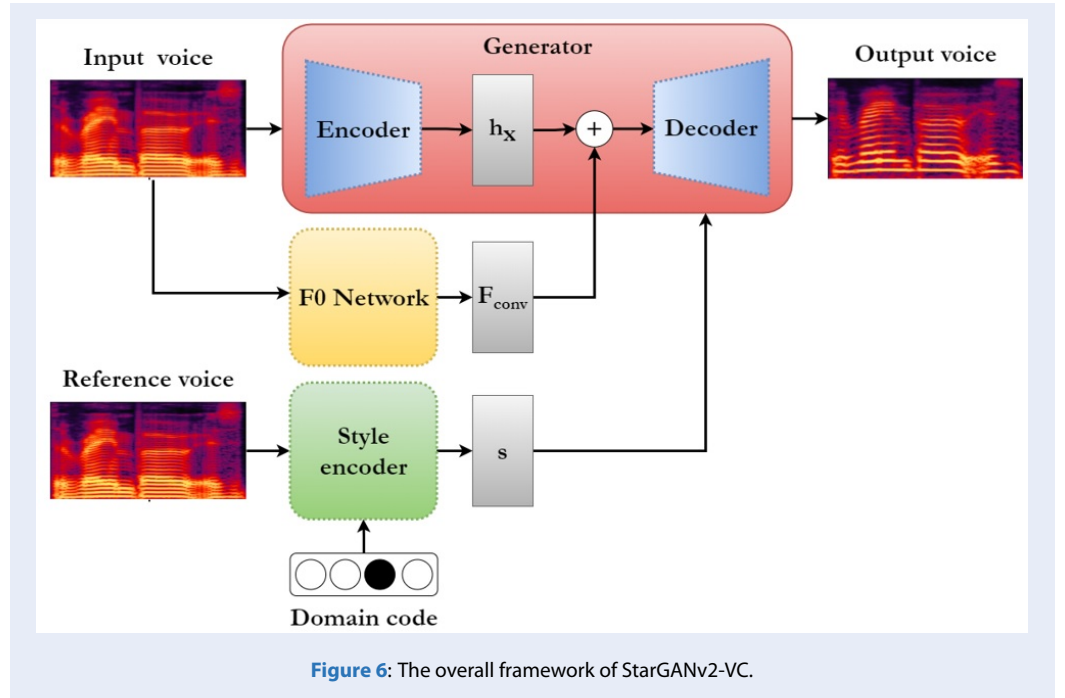 Generator
Input voice
Output voice
Encoder
hx
+
Decoder
F0 Network
Fconv
Reference voice
Style
encoder
s
Domain code
Figure 6: The overall framework of StarGANv2-VC.